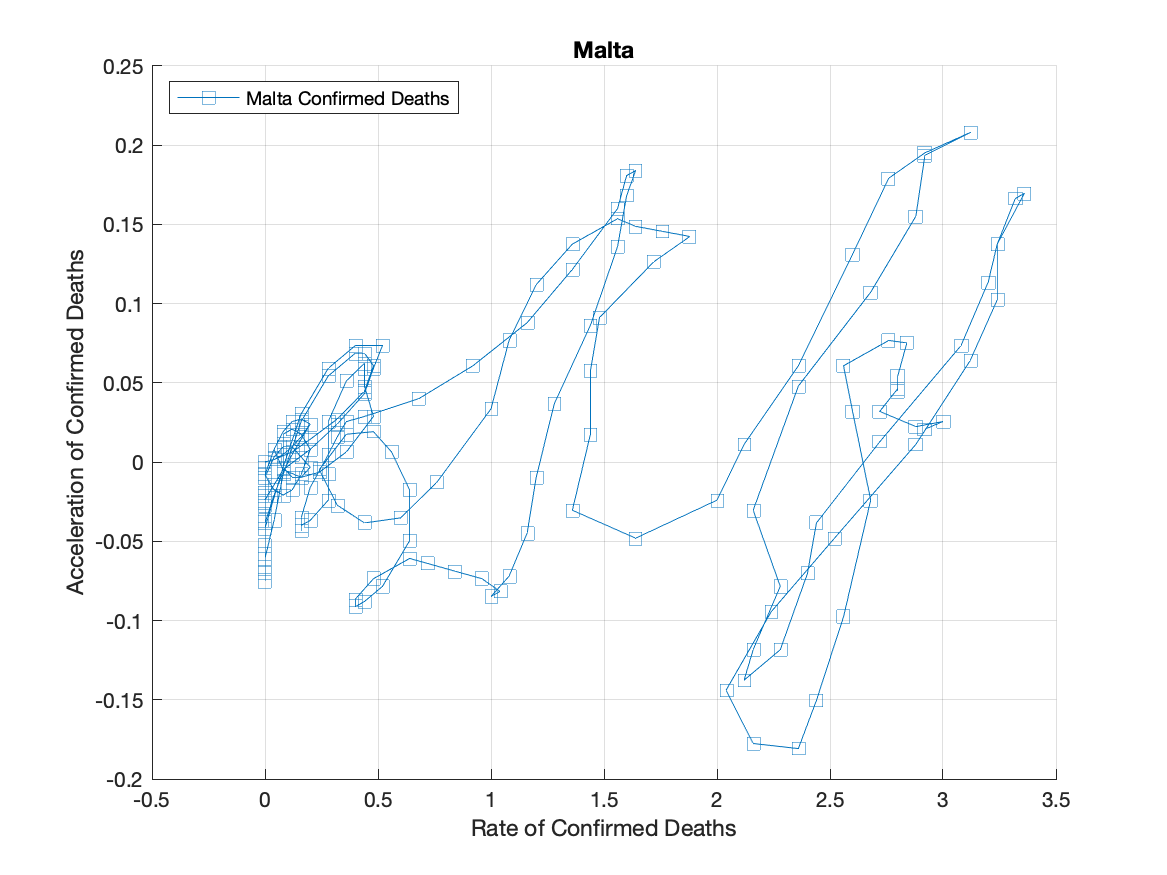 Malta
0.25
Malta Confirmed Deaths
0.2
0.15
0.1
0.05
0
-0.05
-0.1
-0.15
-0.2
Acceleration of Confirmed Deaths
-0.5 0 0.5 1 1.5 2 2.5 3 3.5
Rate of Confirmed Deaths